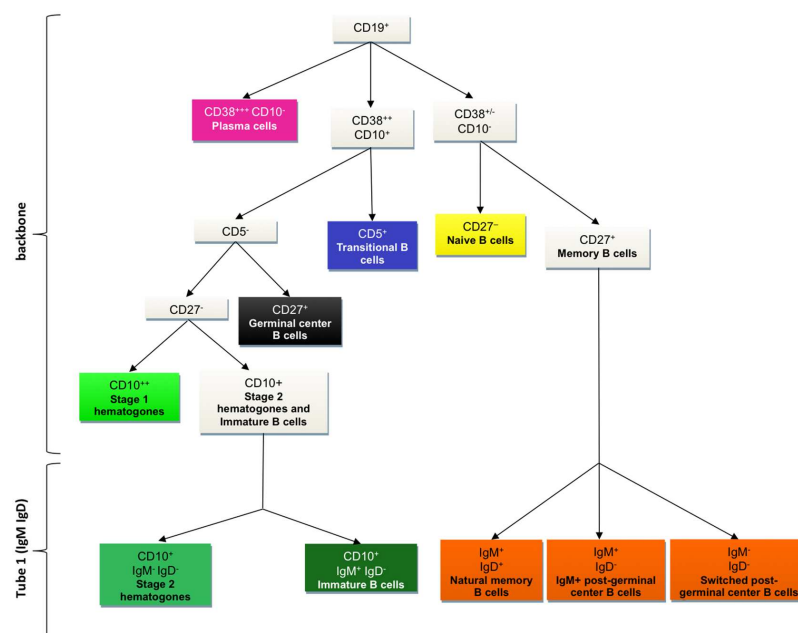 CD19⁺
CD38⁺⁺⁺ CD10⁻
Plasma cells
CD38⁺⁺
CD10⁺
CD38⁺/⁻
CD10⁻
backbone
CD5⁻
CD5⁺
Transitional B
cells
CD27⁻
Naive B cells
CD27⁺
Memory B cells
CD27⁻
CD27⁺
Germinal center
B cells
CD10⁺⁺
Stage 1
hematogones
CD10+
Stage 2
hematogones and
Immature B cells
Tube 1 (IgM IgD)
CD10⁺
IgM⁻ IgD⁻
Stage 2
hematogones
CD10⁺
IgM⁺ IgD⁻
Immature B cells
IgM⁺
IgD⁺
Natural memory
B cells
IgM⁺
IgD⁻
IgM+ post-germinal
center B cells
IgM⁻
IgD⁻
Switched post-
germinal center B cells